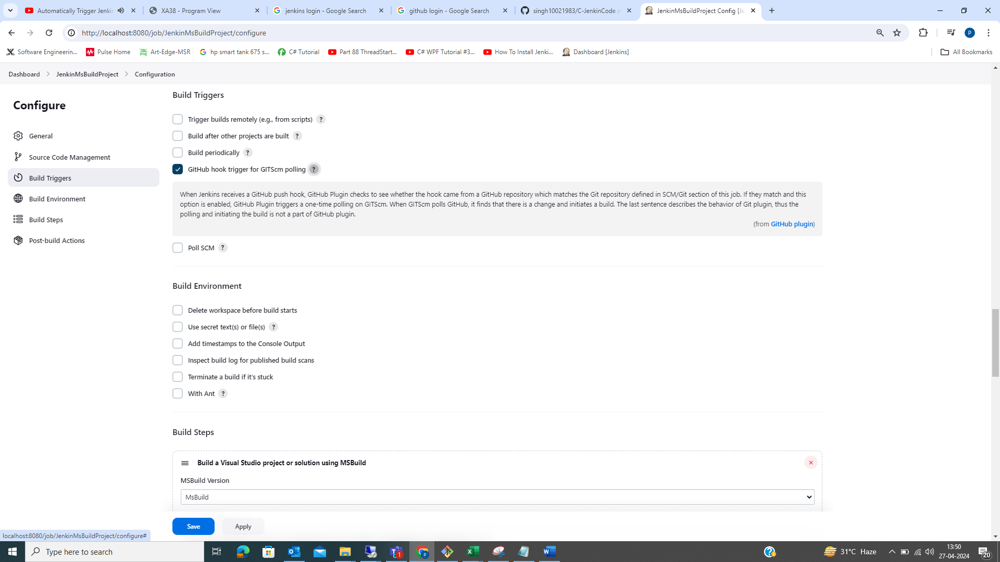 Automatically Trigger Jenkin
XA38 - Program View
jenkins login - Google Search
github login - Google Search
singh10021983/C-JenkinCode a
JenkinMsBuildProject Config [Je
http://localhost:8080/job/JenkinMsBuildProject/configure
p
Software Engineerin...
Pulse Home
Art-Edge-MSR
hp smart tank 675 s...
C# Tutorial
Part 88 ThreadStart...
C# WPF Tutorial #3...
How To Install Jenki...
Dashboard [Jenkins]
All Bookmarks
Dashboard
JenkinMsBuildProject
Configuration
Configure
General
Source Code Management
Build Triggers
Build Environment
Build Steps
Post-build Actions
Build Triggers
Trigger builds remotely (e.g., from scripts) ?
Build after other projects are built ?
Build periodically ?
GitHub hook trigger for GITScm polling ?
When Jenkins receives a GitHub push hook, GitHub Plugin checks to see whether the hook came from a GitHub repository which matches the Git repository defined in SCM/Git section of this job. If they match and this
option is enabled, GitHub Plugin triggers a one-time polling on GITScm. When GITScm polls GitHub, it finds that there is a change and initiates a build. The last sentence describes the behavior of Git plugin, thus the
polling and initiating the build is not a part of GitHub plugin.
(from GitHub plugin)
Poll SCM ?
Build Environment
Delete workspace before build starts
Use secret text(s) or file(s) ?
Add timestamps to the Console Output
Inspect build log for published build scans
Terminate a build if it's stuck
With Ant ?
Build Steps
Build a Visual Studio project or solution using MSBuild
MSBuild Version
MsBuild
Save
Apply
localhost:8080/job/JenkinMsBuildProject/configure#
Type here to search
1
p
31°C Haze
13:50
27-04-2024
20